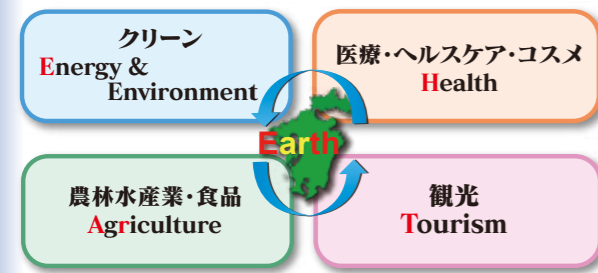 クリーン
Energy &
Environment
医療・ヘルスケア・コスメ
Health
Earth
農林水産業・食品
Agriculture
観光
Tourism